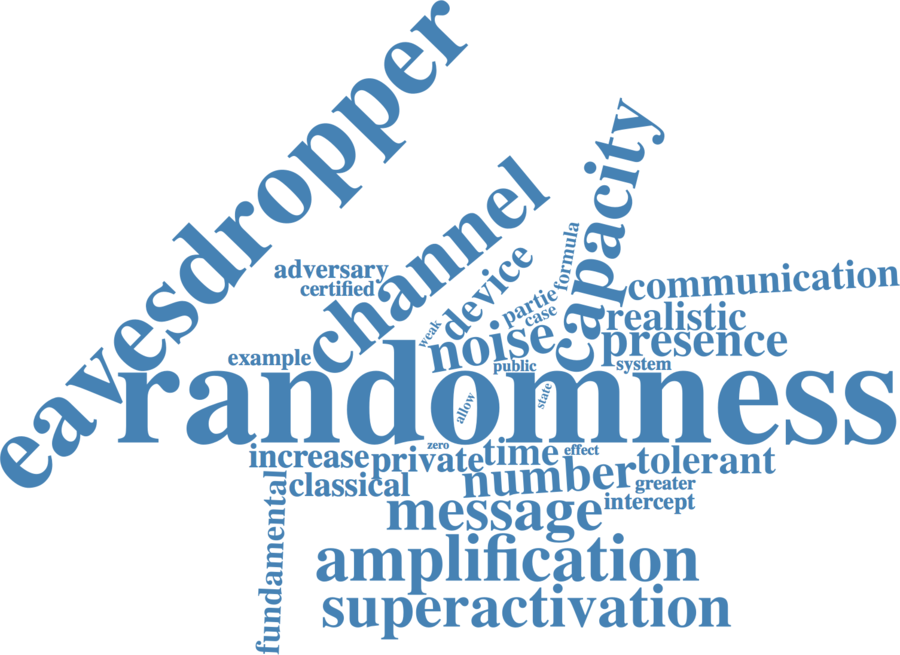 eavesdropper
capacity
channel
formula
device
adversary
certified
communication
partie
case
realistic
weak
noise
presence
example
public
system
randomness
allow
state
zero
increase
private
time
effect
tolerant
number
classical
greater
intercept
message
fundamental
amplification
superactivation